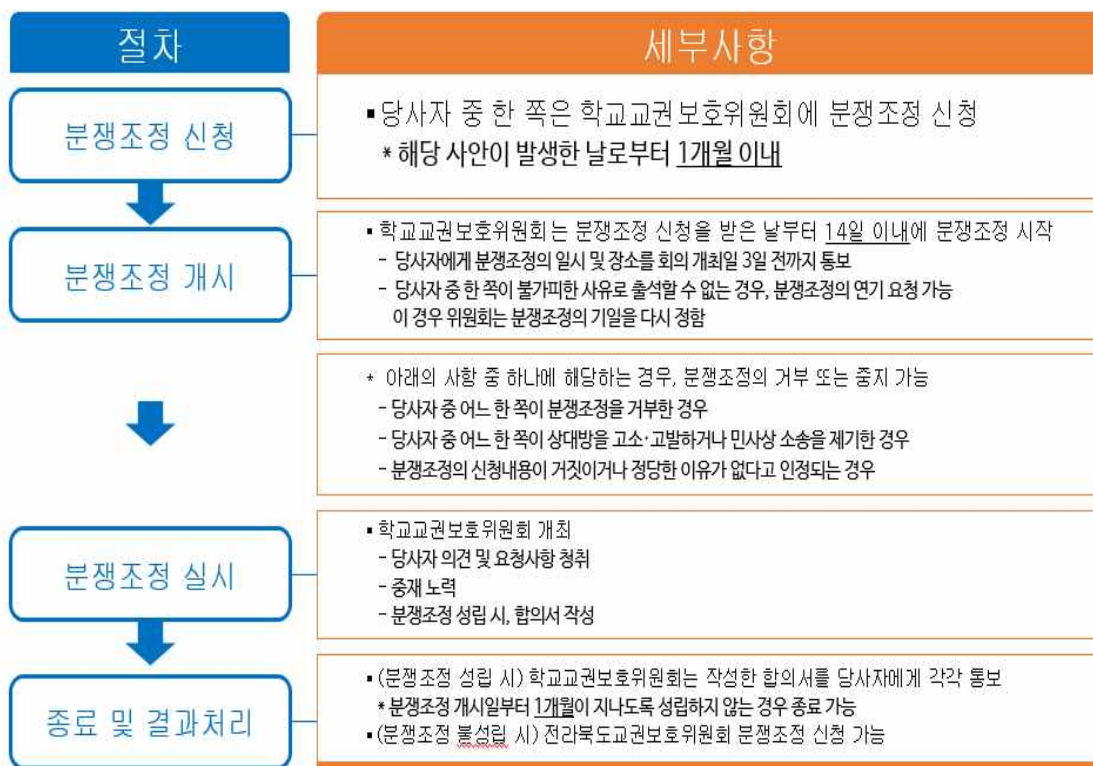 절차
세부사항
분쟁조정 신청
▪당사자 중 한 쪽은 학교교권보호위원회에 분쟁조정 신청
* 해당 사안이 발생한 날로부터 1개월 이내
분쟁조정 개시
▪학교교권보호위원회는 분쟁조정 신청을 받은 날부터 14일 이내에 분쟁조정 시작
- 당사자에게 분쟁조정의 일시 및 장소를 회의 개최일 3일 전까지 통보
- 당사자 중 한 쪽이 불가피한 사유로 출석할 수 없는 경우, 분쟁조정의 연기 요청 가능
이 경우 위원회는 분쟁조정의 기일을 다시 정함
* 아래의 사항 중 하나에 해당하는 경우, 분쟁조정의 거부 또는 중지 가능
- 당사자 중 어느 한 쪽이 분쟁조정을 거부한 경우
- 당사자 중 어느 한 쪽이 상대방을 고소·고발하거나 민사상 소송을 제기한 경우
- 분쟁조정의 신청내용이 거짓이거나 정당한 이유가 없다고 인정되는 경우
분쟁조정 실시
▪학교교권보호위원회 개최
- 당사자 의견 및 요청사항 청취
- 중재 노력
- 분쟁조정 성립 시, 합의서 작성
종료 및 결과처리
▪(분쟁조정 성립 시) 학교교권보호위원회는 작성한 합의서를 당사자에게 각각 통보
* 분쟁조정 개시일부터 1개월이 지나도록 성립하지 않는 경우 종료 가능
▪(분쟁조정 불성립 시) 전라북도교권보호위원회 분쟁조정 신청 가능